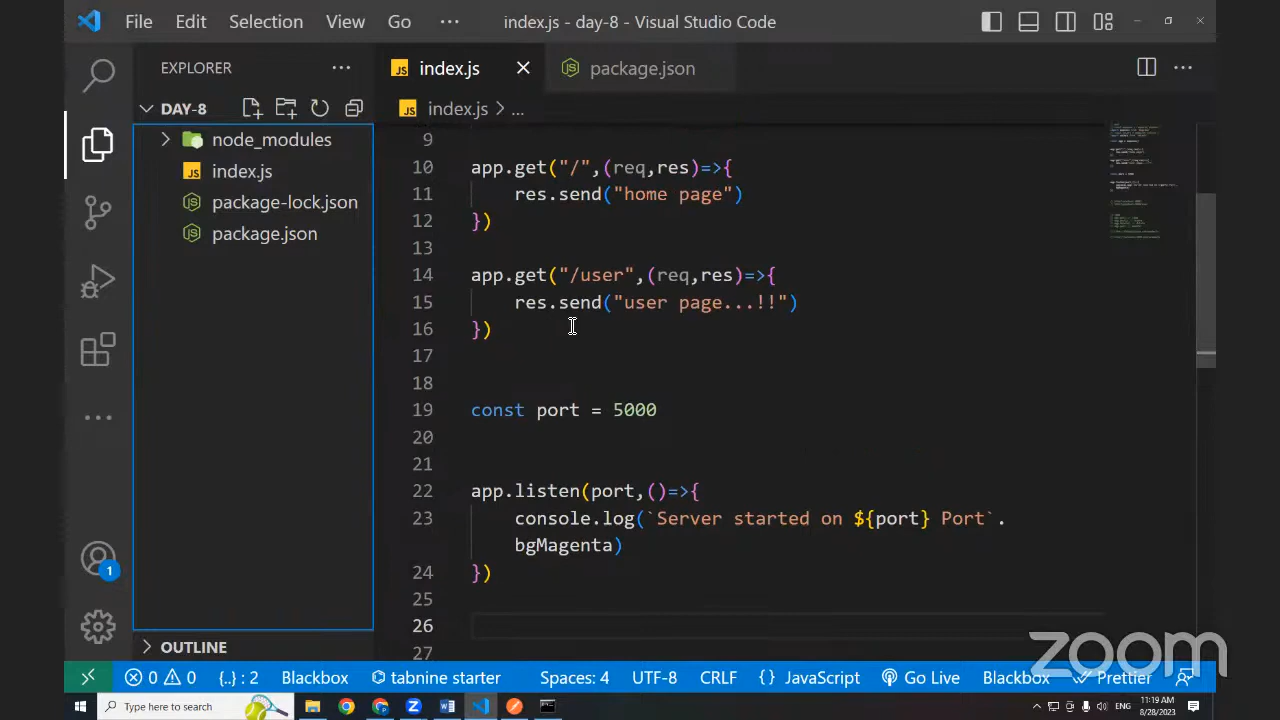 File Edit Selection View Go ··· index.js - day-8 - Visual Studio Code
EXPLORER ···
index.js
package.json
DAY-8
index.js > ...
node_modules
index.js
package-lock.json
package.json
9
10 app.get("/",(req,res)=>{
11 res.send("home page")
12 })
13
14 app.get("/user",(req,res)=>{
15 res.send("user page...!!")
16 })
17
18
19 const port = 5000
20
21
22 app.listen(port,()=>{
23 console.log(`Server started on ${port} Port`.
bgMagenta)
24 })
25
26
27
1
OUTLINE
zoom
0 0 {..} : 2 Blackbox tabnine starter Spaces: 4 UTF-8 CRLF {} JavaScript Go Live Blackbox Prettier
Type here to search
11:19 AM
8/28/2023